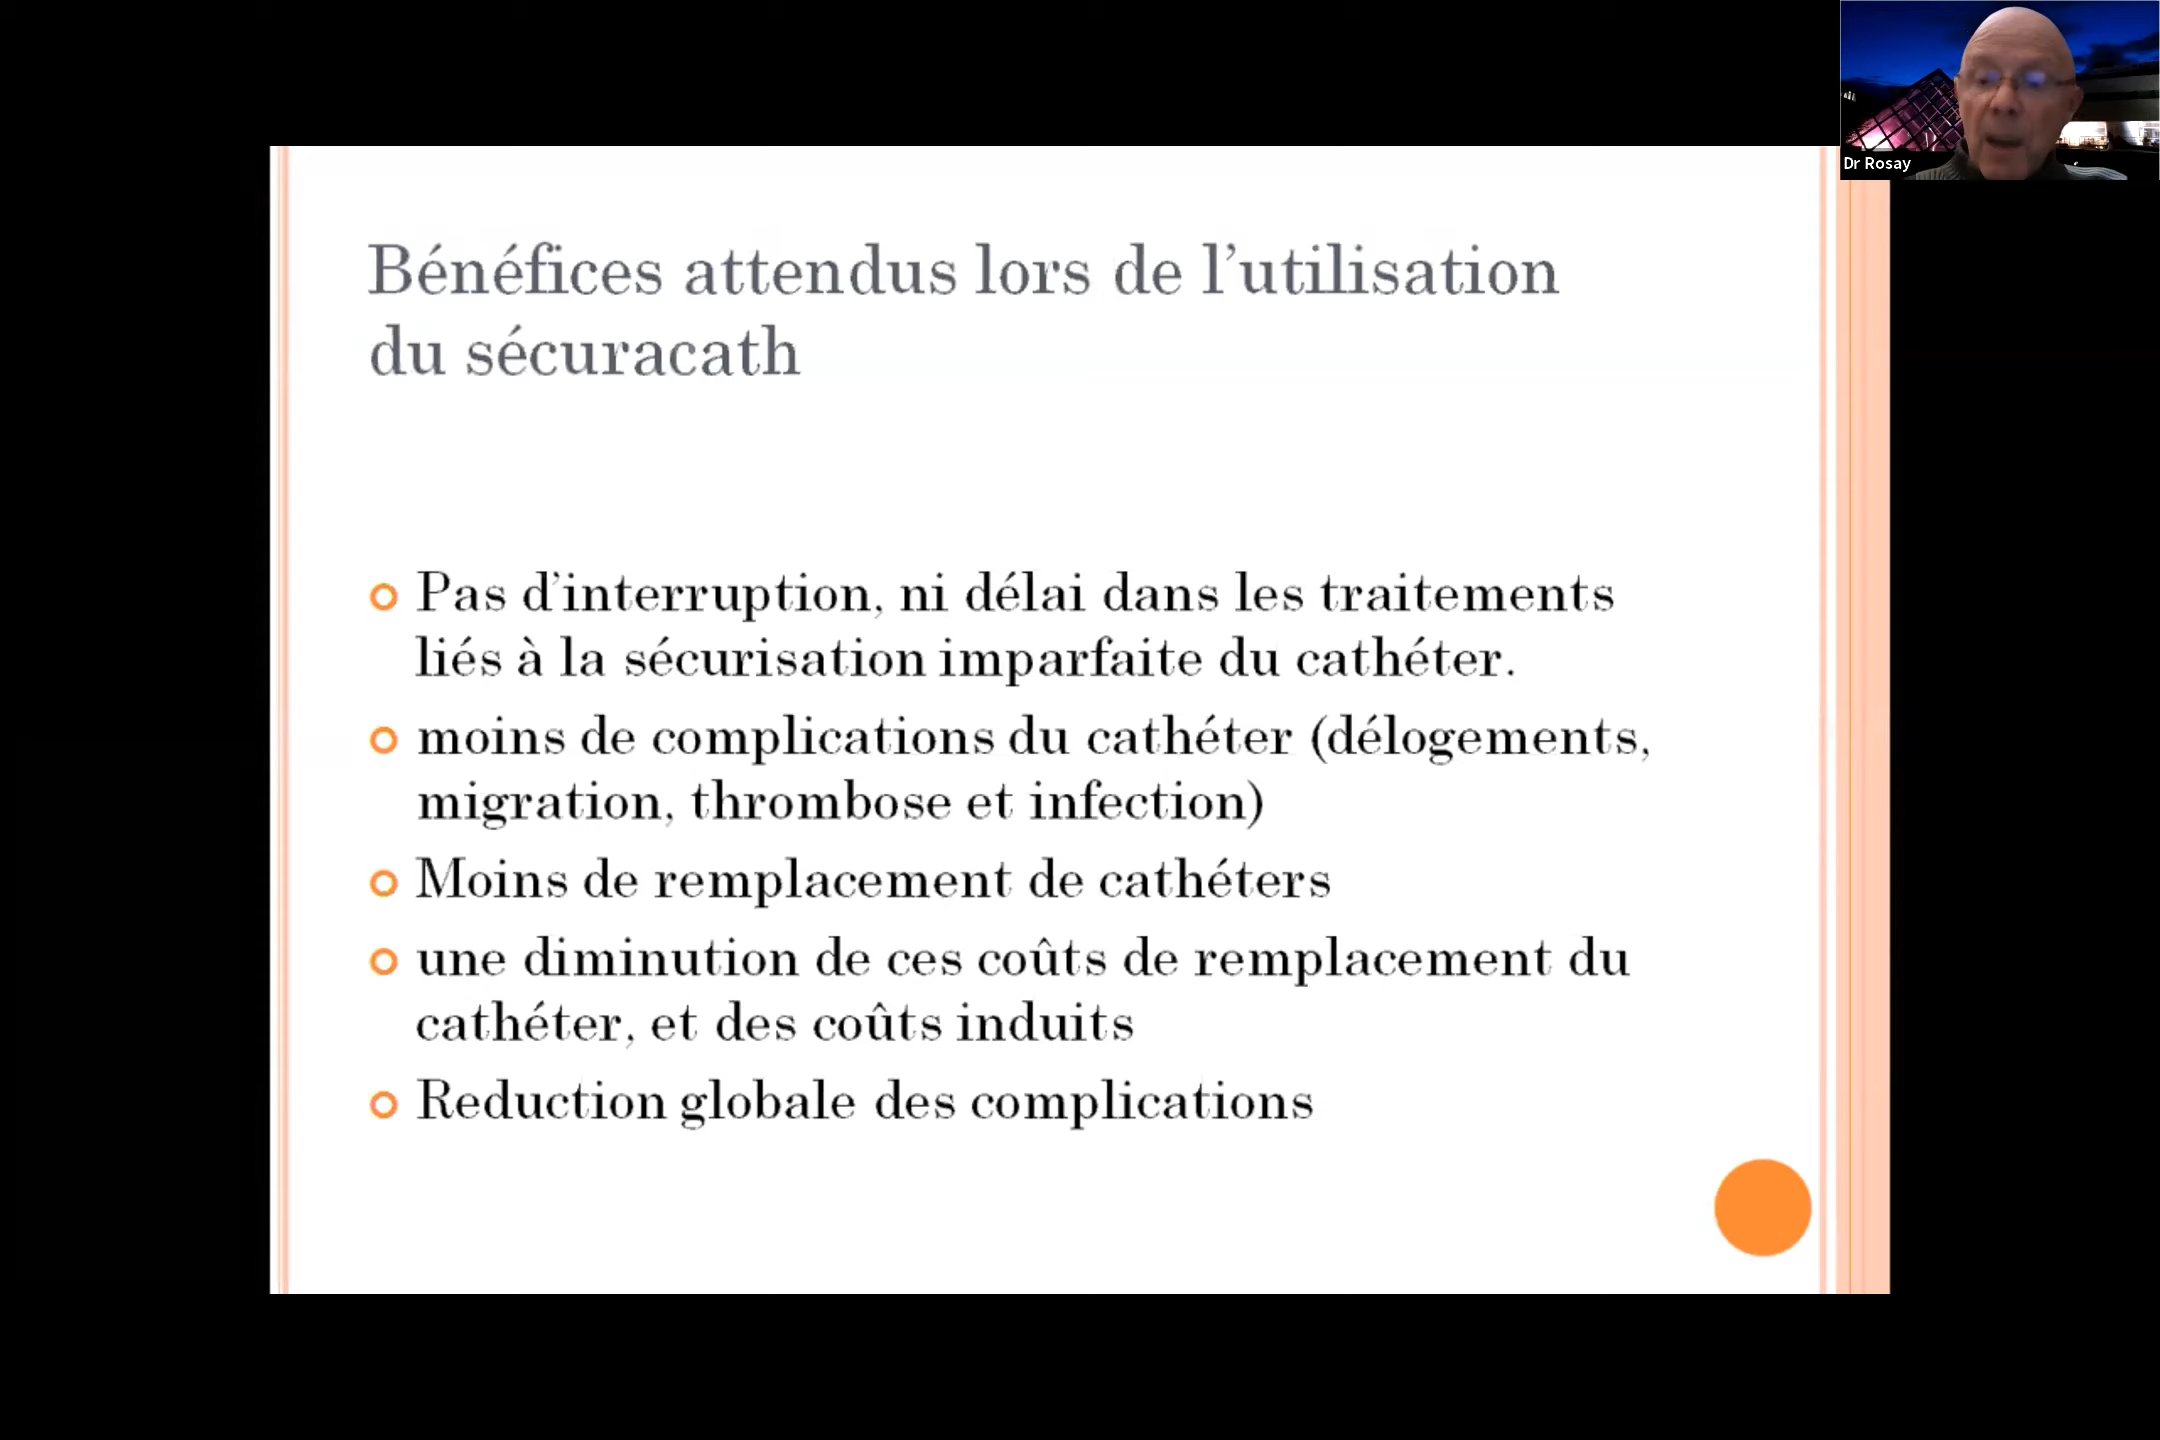 Dr Rosay
Bénéfices attendus lors de l’utilisation
du sécuracath
Pas d’interruption, ni délai dans les traitements
liés à la sécurisation imparfaite du cathéter.
moins de complications du cathéter (délogements,
migration, thrombose et infection)
Moins de remplacement de cathéters
une diminution de ces coûts de remplacement du
cathéter, et des coûts induits
Reduction globale des complications